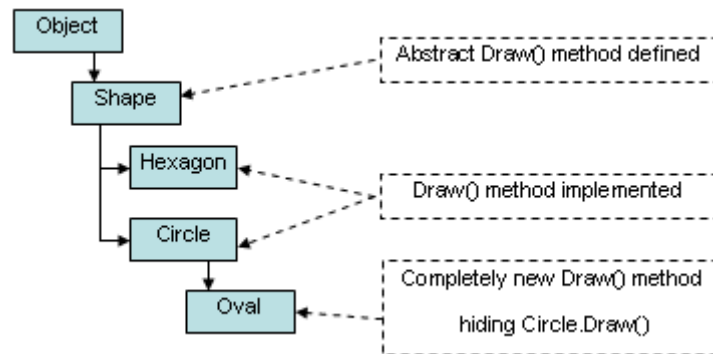 Object
Abstract Draw() method defined
Shape
Hexagon
Draw() method implemented
Circle
Completely new Draw() method
hiding Circle.Draw()
Oval